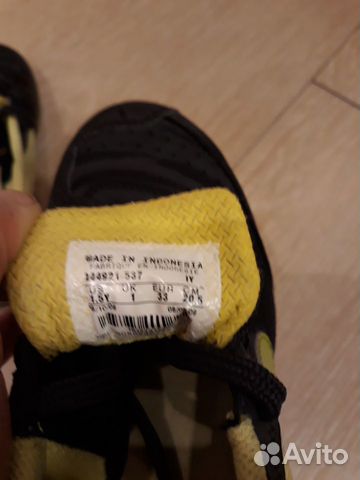 MADE IN INDONESIA
FABRIQUE EN INDONESIE
344921 537 IY
US UK EUR CM
1.5Y 1 33 20.5
Avito